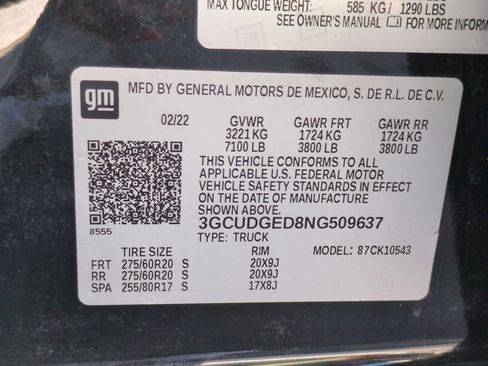 MAX TONGUE WEIGHT: 585 KG / 1290 LBS
SEE OWNER'S MANUAL FOR MORE INFORM
gm
MFD BY GENERAL MOTORS DE MEXICO, S. DE R.L. DE C.V.
02/22 GVWR GAWR FRT GAWR RR
3221 KG 1724 KG 1724 KG
7100 LB 3800 LB 3800 LB
THIS VEHICLE CONFORMS TO ALL
APPLICABLE U.S. FEDERAL MOTOR
VEHICLE SAFETY STANDARDS IN EFFECT
ON THE DATE OF MANUFACTURE
SHOWN ABOVE.
8555
3GCUDGED8NG509637
TYPE: TRUCK
TIRE SIZE RIM MODEL: 87CK10543
FRT 275/60R20 S 20X9J
RR 275/60R20 S 20X9J
SPA 255/80R17 S 17X8J